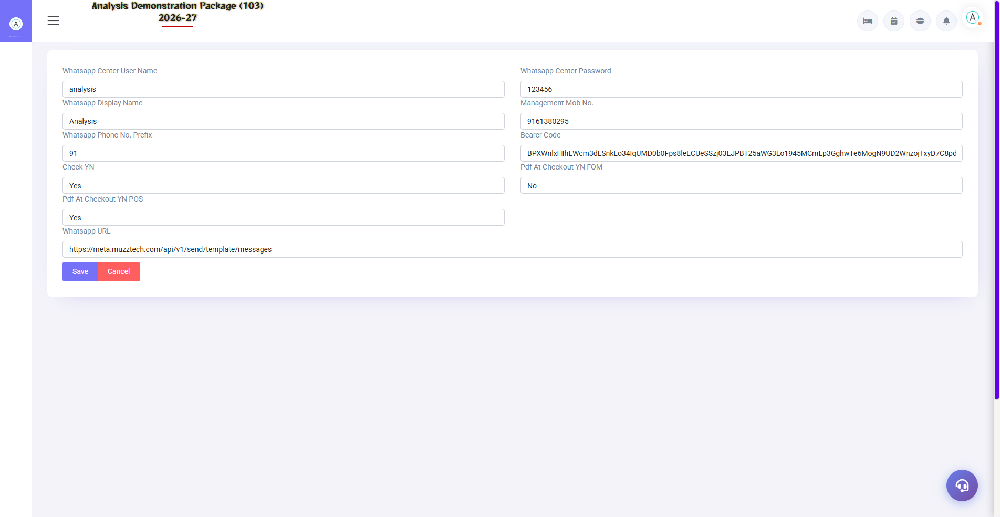 Analysis Demonstration Package (103)
2026-27
A
A
Whatsapp Center User Name
Whatsapp Center Password
analysis
123456
Whatsapp Display Name
Management Mob No.
Analysis
9161380295
Whatsapp Phone No. Prefix
Bearer Code
91
BPXWnlxHIhEWcm3dLSnkLo34IqUMD0b0Fps8leECUeSSzj03EJPBT25aWG3Lo1945MCmLp3GghwTe6MogN9UD2WnzojTxyD7C8pd
Check YN
Pdf At Checkout YN FOM
Yes
No
Pdf At Checkout YN POS
Yes
Whatsapp URL
https://meta.muzztech.com/api/v1/send/template/messages
Save
Cancel